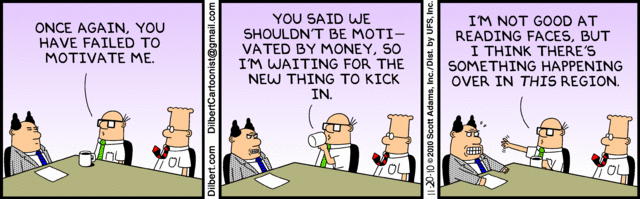 ONCE AGAIN, YOU
HAVE FAILED TO
MOTIVATE ME.
Dilbert.com DilbertCartoonist@gmail.com
YOU SAID WE
SHOULDN'T BE MOTI-
VATED BY MONEY, SO
I'M WAITING FOR THE
NEW THING TO KICK
IN.
11-20-10 © 2010 Scott Adams, Inc./Dist. by UFS, Inc.
I'M NOT GOOD AT
READING FACES, BUT
I THINK THERE'S
SOMETHING HAPPENING
OVER IN THIS REGION.